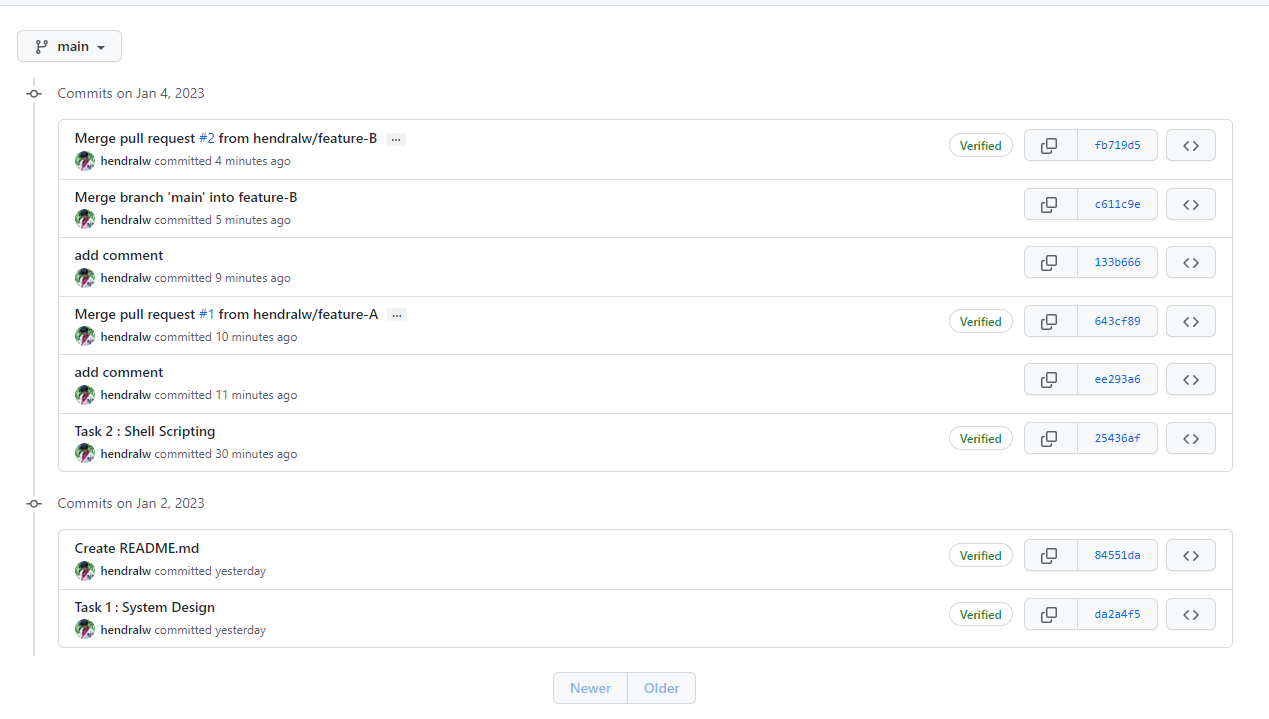 main
Commits on Jan 4, 2023
Merge pull request #2 from hendralw/feature-B ...
Verified fb719d5
hendralw committed 4 minutes ago
Merge branch 'main' into feature-B
c611c9e
hendralw committed 5 minutes ago
add comment
133b666
hendralw committed 9 minutes ago
Merge pull request #1 from hendralw/feature-A ...
Verified 643cf89
hendralw committed 10 minutes ago
add comment
ee293a6
hendralw committed 11 minutes ago
Task 2 : Shell Scripting
Verified 25436af
hendralw committed 30 minutes ago
Commits on Jan 2, 2023
Create README.md
Verified 84551da
hendralw committed yesterday
Task 1 : System Design
Verified da2a4f5
hendralw committed yesterday
Newer Older